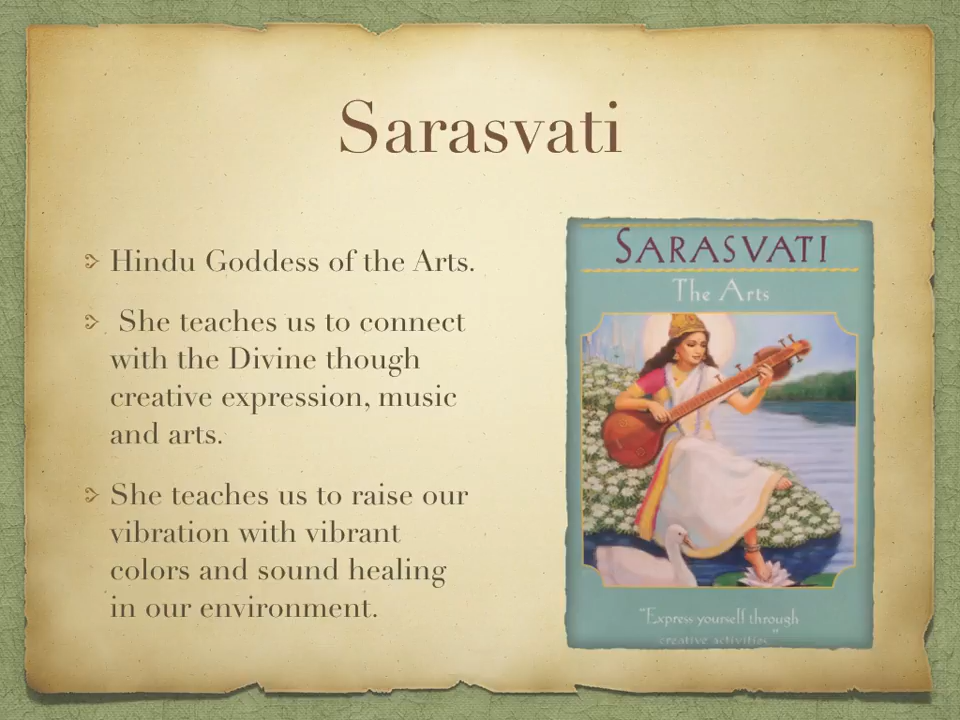 Sarasvati
Hindu Goddess of the Arts.
She teaches us to connect
with the Divine though
creative expression, music
and arts.
She teaches us to raise our
vibration with vibrant
colors and sound healing
in our environment.
SARASVATI
The Arts
"Express yourself through
creative activities."